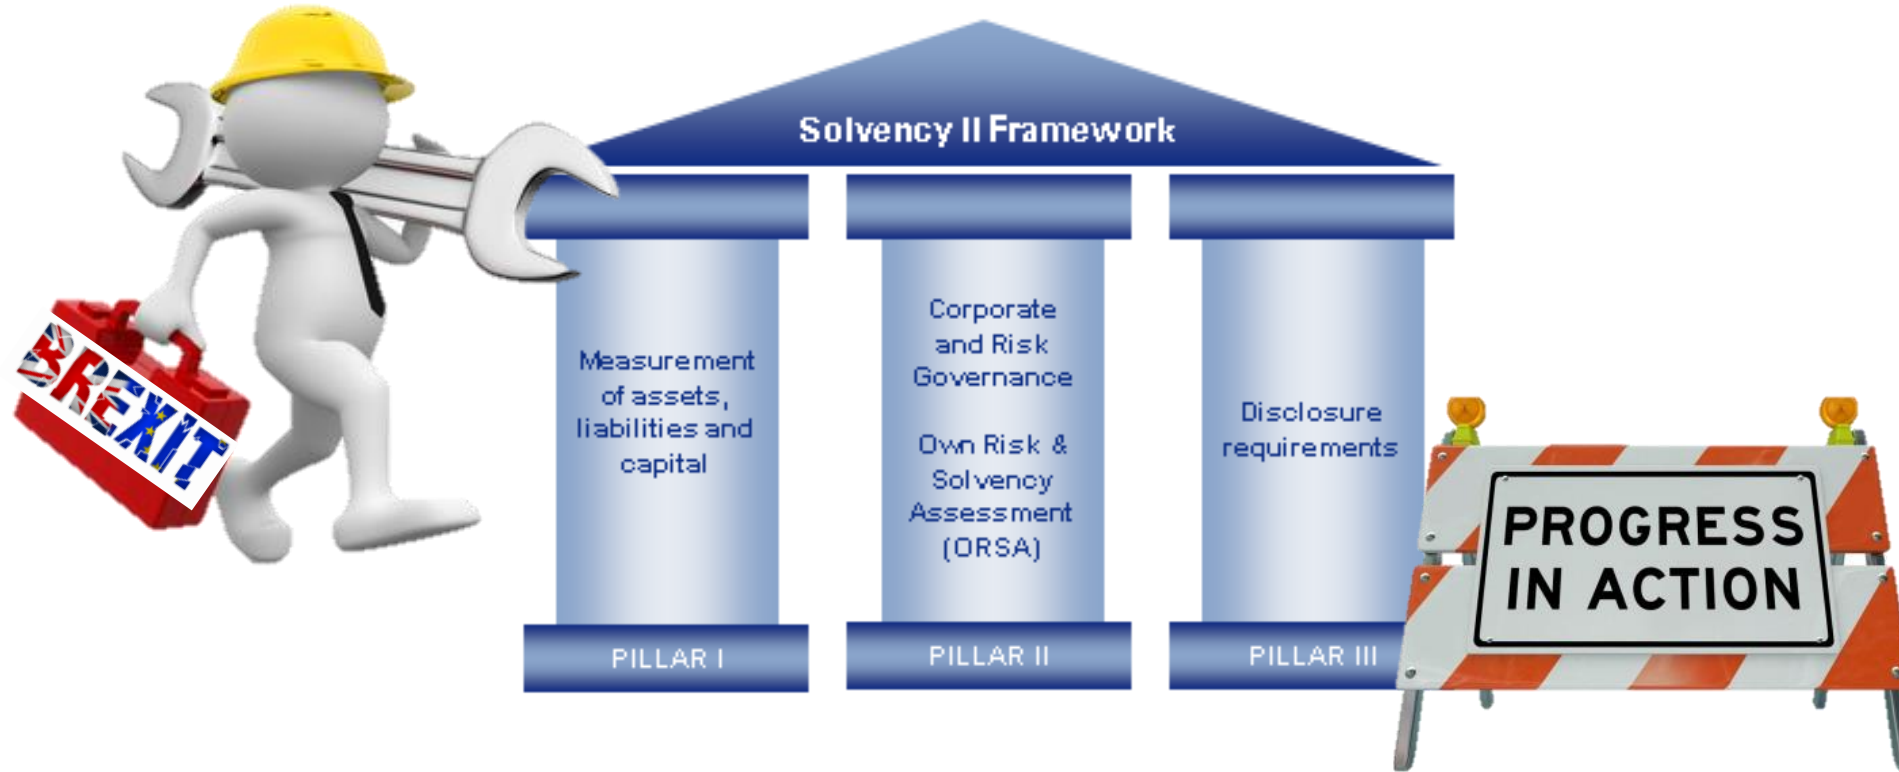 Solvency II Framework
BREXIT
Measurement
of assets,
liabilities and
capital
PILLAR I
Corporate
and Risk
Governance
Own Risk &
Solvency
Assessment
(ORSA)
PILLAR II
Disclosure
requirements
PILLAR III
PROGRESS
IN ACTION